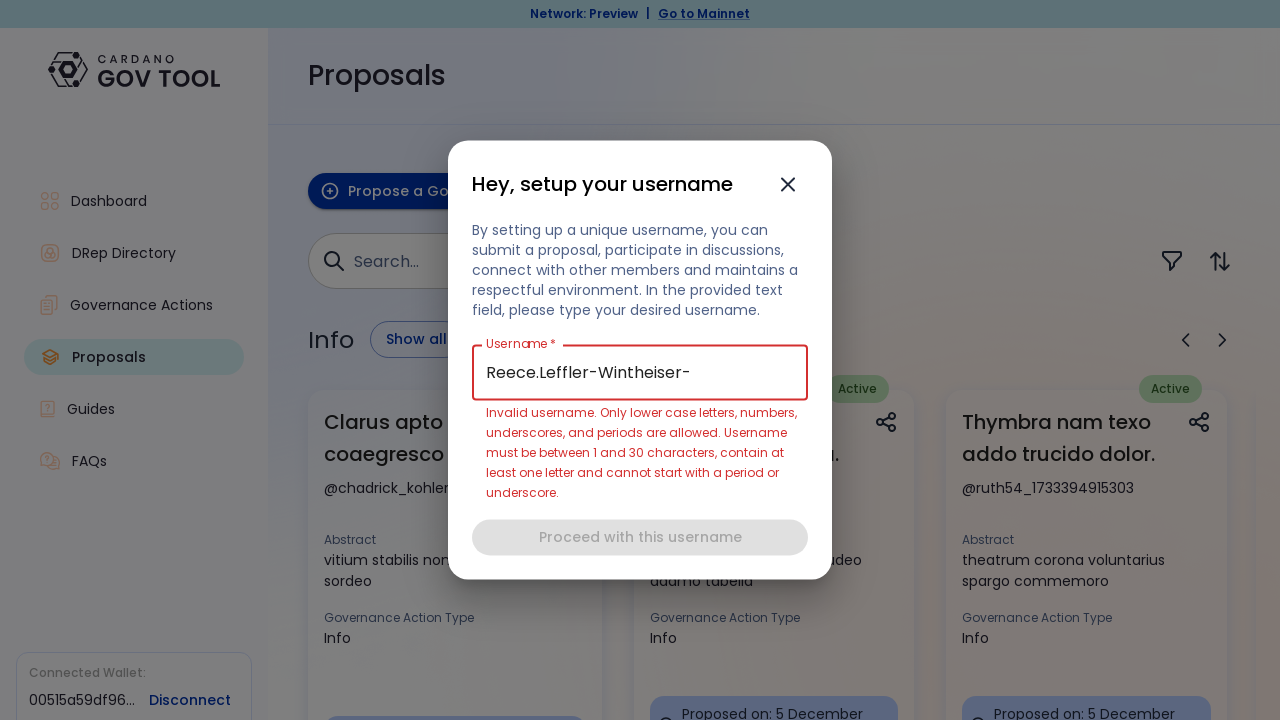 Network: Preview | Go to Mainnet
CARDANO
GOV TOOL
Proposals
Dashboard
DRep Directory
Governance Actions
Proposals
Guides
FAQs
Connected Wallet:
00515a59df96... Disconnect
Propose a Go
Search...
Info
Show all
Hey, setup your username
By setting up a unique username, you can
submit a proposal, participate in discussions,
connect with other members and maintains a
respectful environment. In the provided text
field, please type your desired username.
Username *
Reece.Leffler-Wintheiser-
Invalid username. Only lower case letters, numbers,
underscores, and periods are allowed. Username
must be between 1 and 30 characters, contain at
least one letter and cannot start with a period or
underscore.
Proceed with this username
Clarus apto
coaegresco
@chadrick_kohler
Abstract
vitium stabilis non
sordeo
Governance Action Type
Info
Active
adamo tabella
Governance Action Type
Info
Proposed on: 5 December
Active
Thymbra nam texo
addo trucido dolor.
@ruth54_1733394915303
Abstract
theatrum corona voluntarius
spargo commemoro
Governance Action Type
Info
Proposed on: 5 December